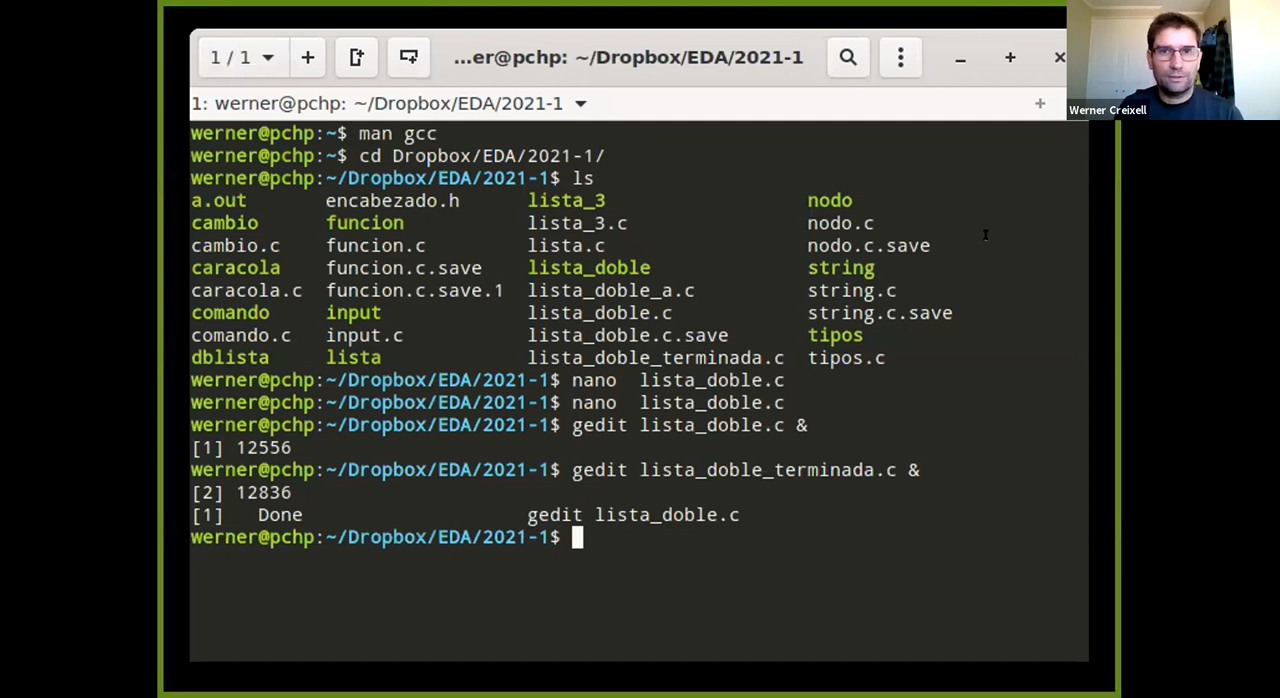 1 / 1
...er@pchp: ~/Dropbox/EDA/2021-1
Werner Creixell
1: werner@pchp: ~/Dropbox/EDA/2021-1
werner@pchp:~$ man gcc
werner@pchp:~$ cd Dropbox/EDA/2021-1/
werner@pchp:~/Dropbox/EDA/2021-1$ ls
a.out encabezado.h lista_3 nodo
cambio funcion lista_3.c nodo.c
cambio.c funcion.c lista.c nodo.c.save
caracola funcion.c.save lista_doble string
caracola.c funcion.c.save.1 lista_doble_a.c string.c
comando input lista_doble.c string.c.save
comando.c input.c lista_doble.c.save tipos
dblista lista lista_doble_terminada.c tipos.c
werner@pchp:~/Dropbox/EDA/2021-1$ nano  lista_doble.c
werner@pchp:~/Dropbox/EDA/2021-1$ nano  lista_doble.c
werner@pchp:~/Dropbox/EDA/2021-1$ gedit lista_doble.c &
[1] 12556
werner@pchp:~/Dropbox/EDA/2021-1$ gedit lista_doble_terminada.c &
[2] 12836
[1]   Done                    gedit lista_doble.c
werner@pchp:~/Dropbox/EDA/2021-1$